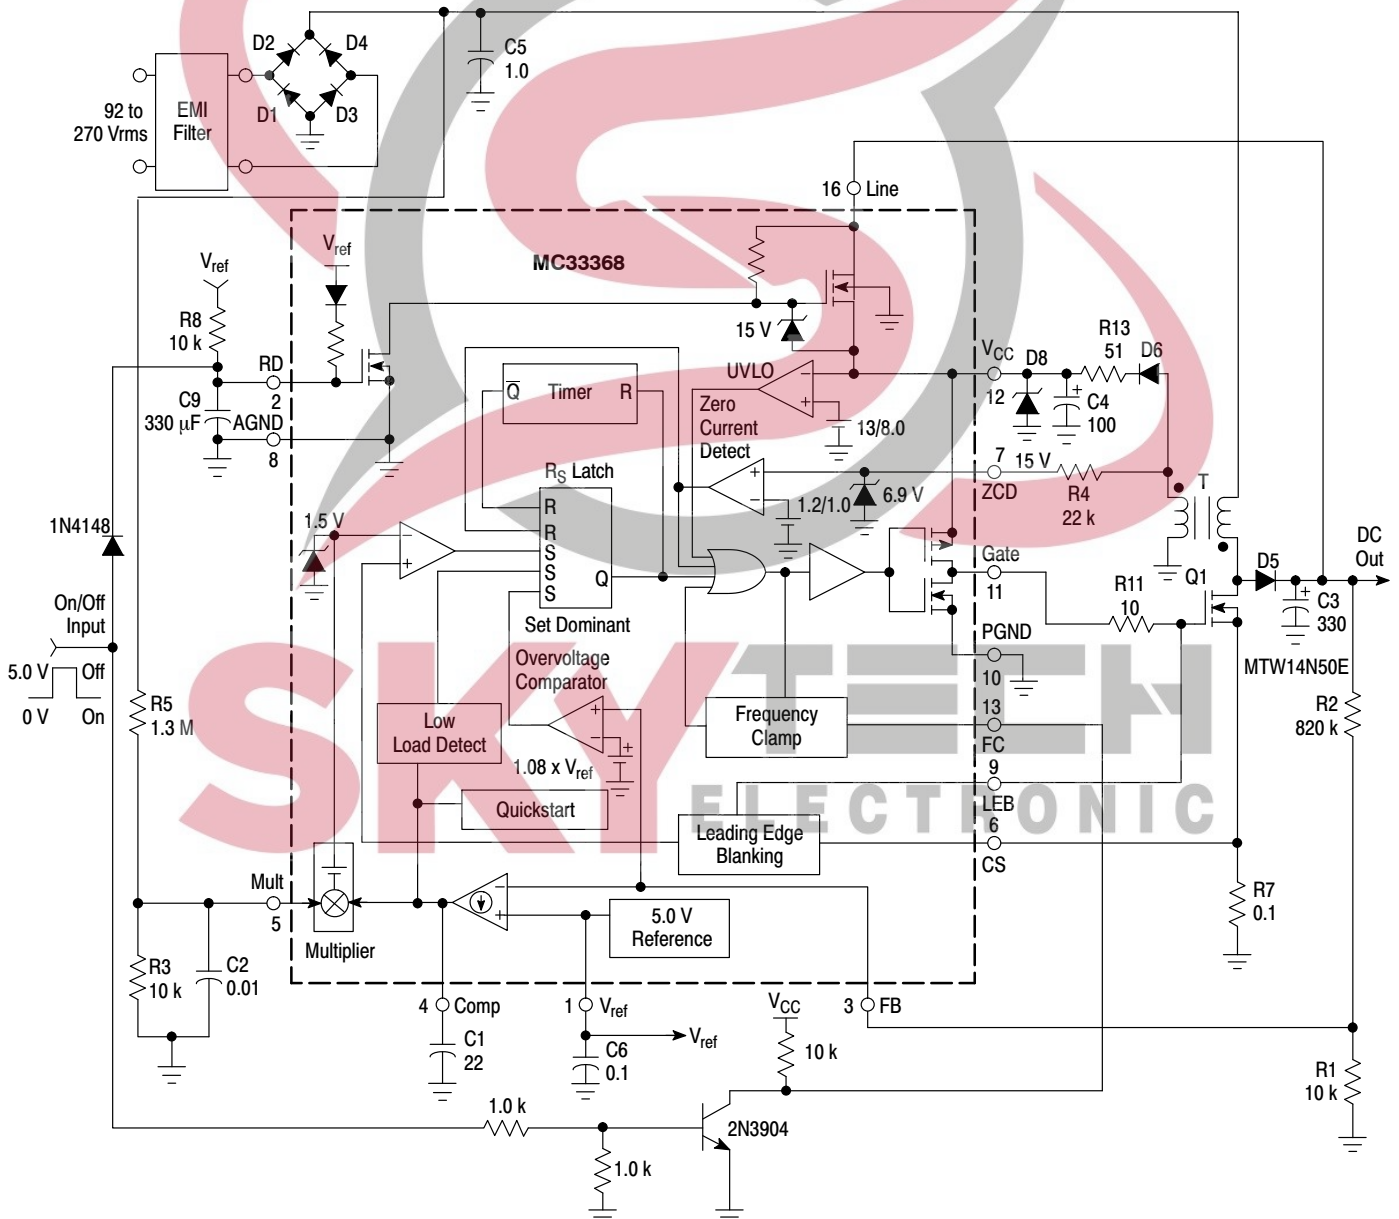 D2
D4
D1
D3
C5
1.0
92 to
270 Vrms
EMI
Filter
16 Line
MC33368
Vref
Vref
R8
10 k
RD
2
C9
330 μF
AGND
8
15 V
UVLO
VCC
12
D8
R13
51
D6
C4
100
+
Q̅ Timer R
Zero
Current
Detect
13/8.0
7
15 V
ZCD
R4
22 k
T
RS Latch
R
R
S
S
S
Q
Set Dominant
1.2/1.0
6.9 V
1.5 V
1N4148
On/Off
Input
5.0 V
Off
0 V
On
Gate
11
R11
10
Q1
D5
DC
Out
C3
330
+
MTW14N50E
PGND
10
R5
1.3 M
Overvoltage
Comparator
1.08 x Vref
Low
Load Detect
Quickstart
Frequency
Clamp
13
FC
9
LEB
6
CS
Leading Edge
Blanking
R2
820 k
R7
0.1
Mult
5
Multiplier
5.0 V
Reference
R3
10 k
C2
0.01
4 Comp
C1
22
1 Vref
C6
0.1
Vref
VCC
10 k
3 FB
R1
10 k
1.0 k
1.0 k
2N3904
SKYTECH
ELECTRONIC